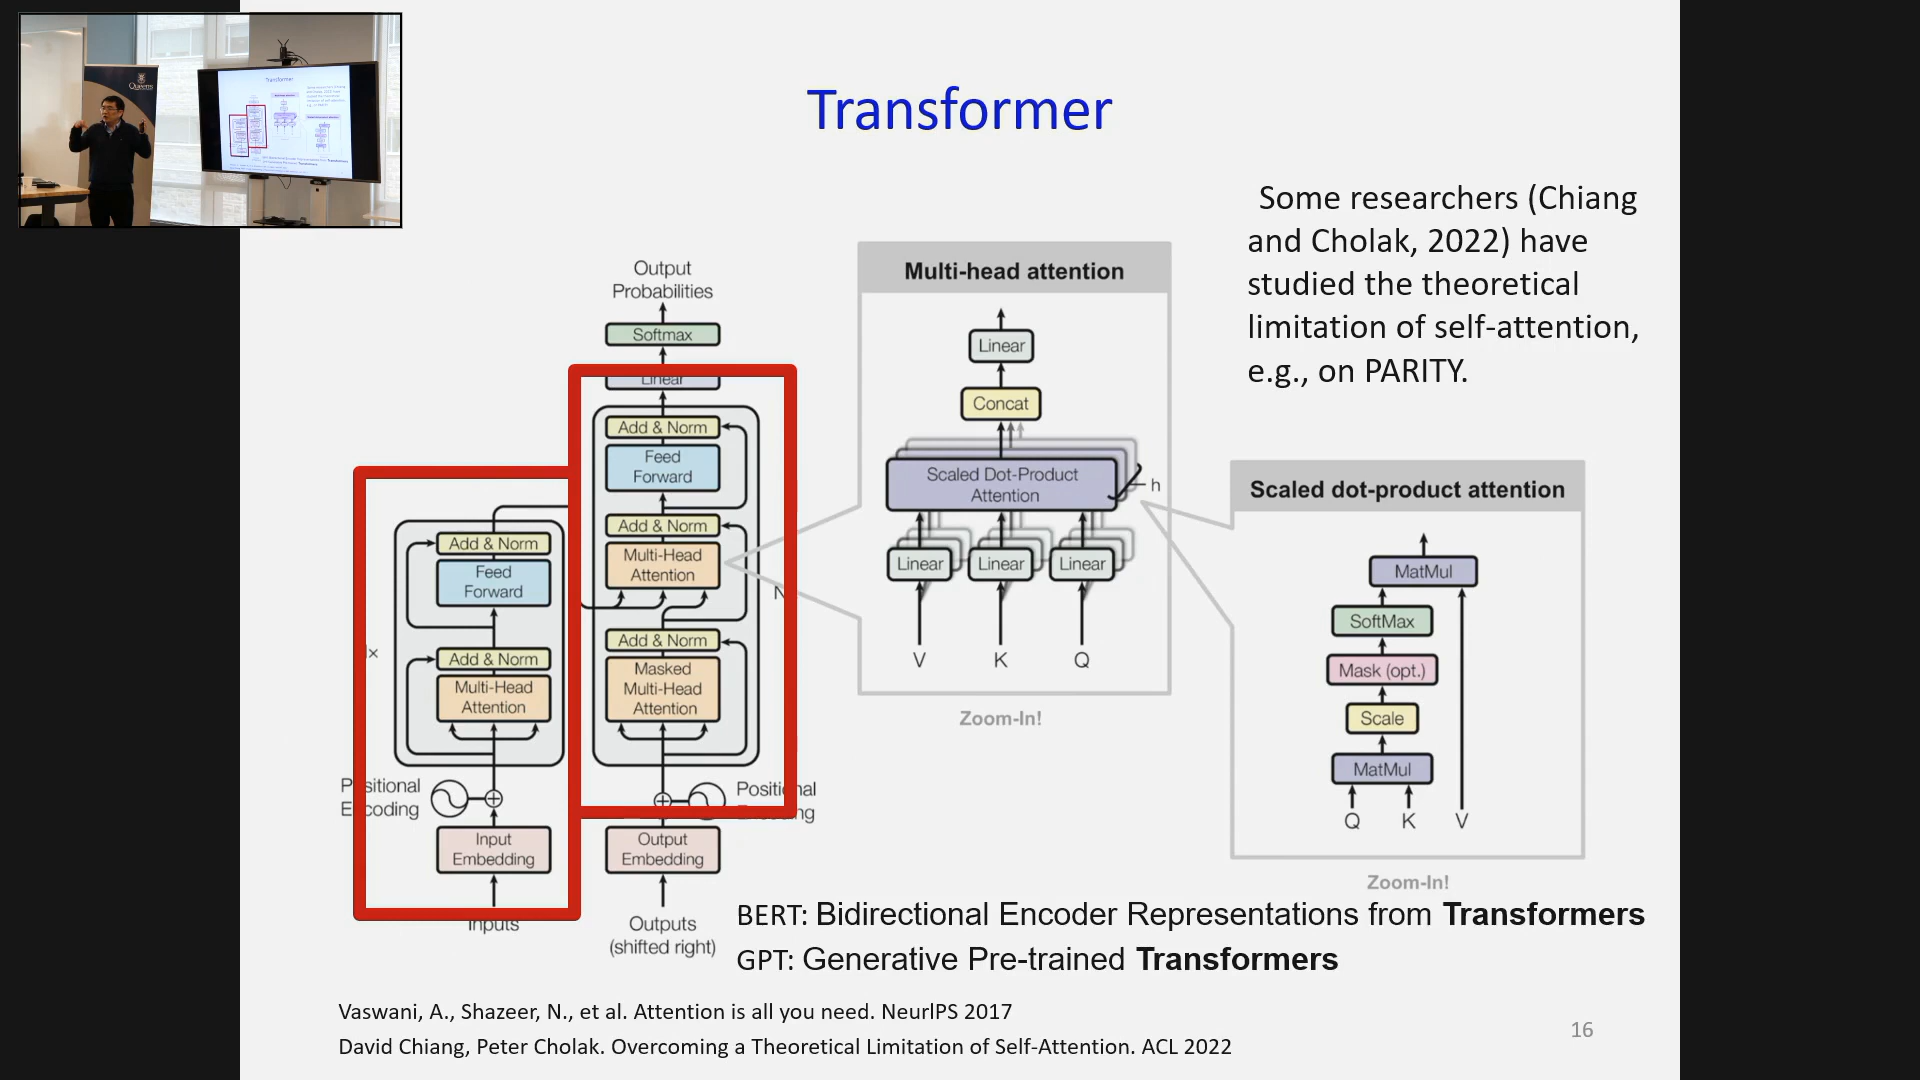 Queen's
Transformer
Some researchers (Chiang
and Cholak, 2022) have
studied the theoretical
limitation of self-attention,
e.g., on PARITY.
Output
Probabilities
Softmax
Linear
Add & Norm
Feed
Forward
Add & Norm
Multi-Head
Attention
Add & Norm
Masked
Multi-Head
Attention
Add & Norm
Feed
Forward
Add & Norm
Multi-Head
Attention
Positional
Encoding
Positional
Encoding
Input
Embedding
Output
Embedding
Inputs
Outputs
(shifted right)
Multi-head attention
Linear
Concat
Scaled Dot-Product
Attention
h
Linear
Linear
Linear
V
K
Q
Zoom-In!
Scaled dot-product attention
MatMul
SoftMax
Mask (opt.)
Scale
MatMul
Q
K
V
Zoom-In!
BERT: Bidirectional Encoder Representations from Transformers
GPT: Generative Pre-trained Transformers
Vaswani, A., Shazeer, N., et al. Attention is all you need. NeurIPS 2017
David Chiang, Peter Cholak. Overcoming a Theoretical Limitation of Self-Attention. ACL 2022
16